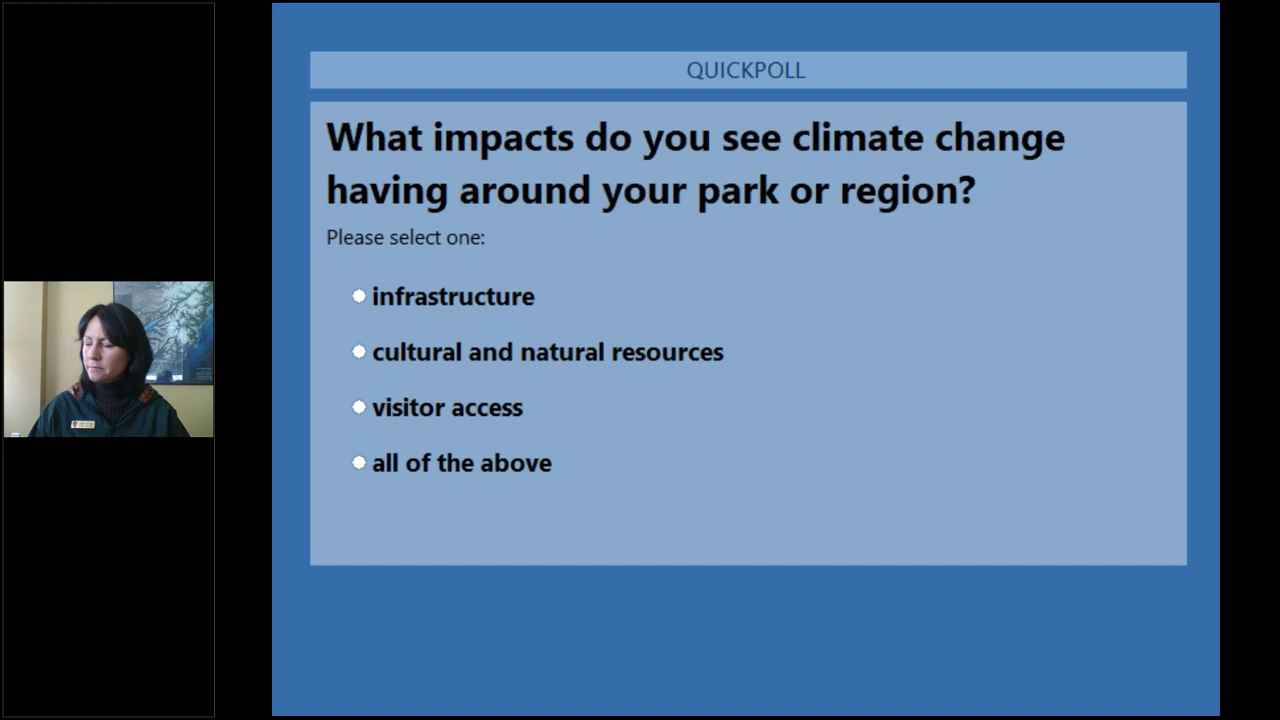 QUICKPOLL
What impacts do you see climate change
having around your park or region?
Please select one:
infrastructure
cultural and natural resources
visitor access
all of the above